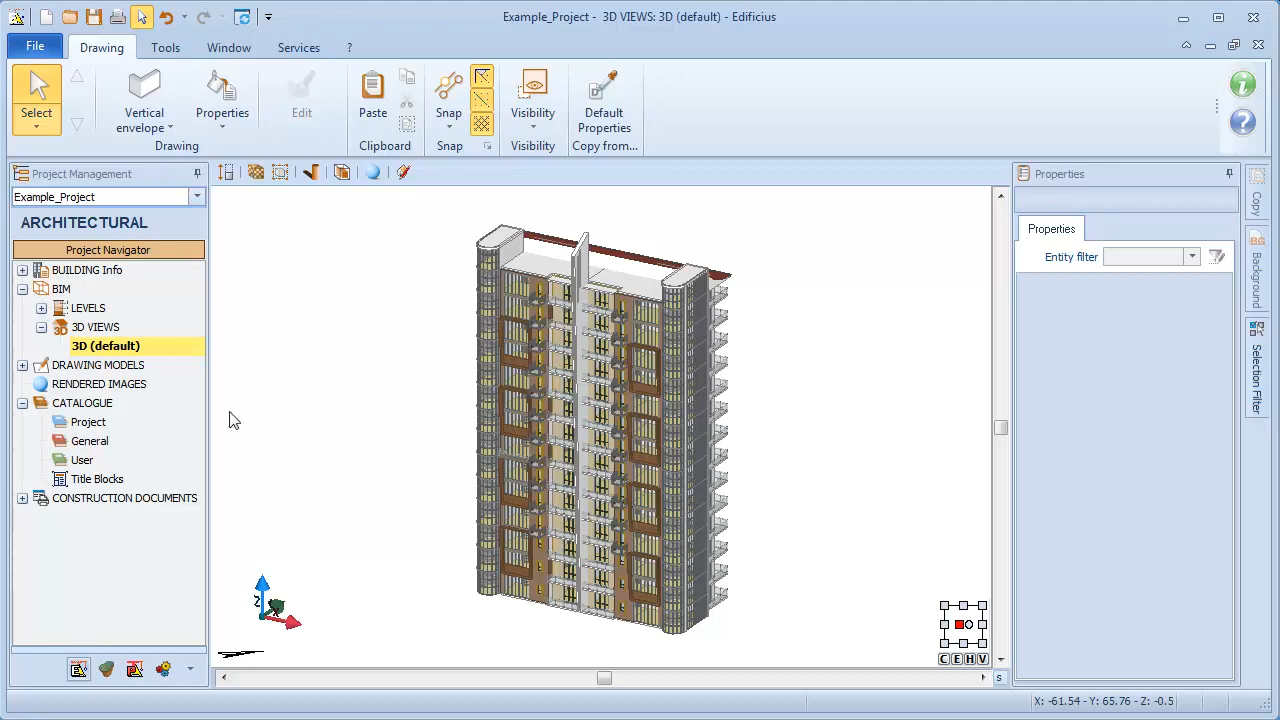 Example_Project - 3D VIEWS: 3D (default) - Edificius
File
Drawing
Tools
Window
Services
?
Select
Vertical
envelope
Properties
Edit
Paste
Snap
Visibility
Default
Properties
Drawing
Clipboard
Snap
Visibility
Copy from...
Project Management
Example_Project
ARCHITECTURAL
Project Navigator
BUILDING Info
BIM
LEVELS
3D VIEWS
3D (default)
DRAWING MODELS
RENDERED IMAGES
CATALOGUE
Project
General
User
Title Blocks
CONSTRUCTION DOCUMENTS
Z
X
C E H V
s
Properties
Properties
Entity filter
Copy
Background
Selection Filter
X: -61.54 - Y: 65.76 - Z: -0.5